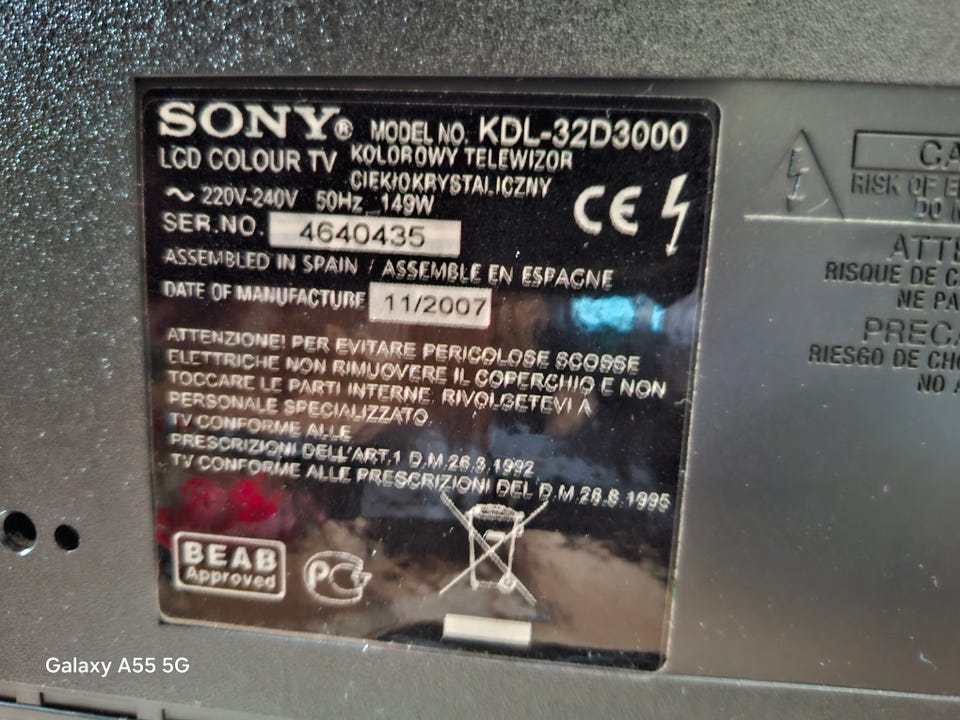 SONY® MODEL NO. KDL-32D3000
LCD COLOUR TV KOLOROWY TELEWIZOR
CIEKŁOKRYSTALICZNY
~ 220V-240V 50Hz 149W
CE
SER.NO. 4640435
ASSEMBLED IN SPAIN / ASSEMBLE EN ESPAGNE
DATE OF MANUFACTURE 11/2007
ATTENZIONE! PER EVITARE PERICOLOSE SCOSSE
ELETTRICHE NON RIMUOVERE IL COPERCHIO E NON
TOCCARE LE PARTI INTERNE. RIVOLGETEVI A
PERSONALE SPECIALIZZATO.
TV CONFORME ALLE
PRESCRIZIONI DELL'ART.1 D.M.26.3.1992
TV CONFORME ALLE PRESCRIZIONI DEL D.M.28.8.1995
BEAB
Approved
PG
CA
RISK OF E
DO N
ATTE
RISQUE DE C
NE PA
PRECA
RIESGO DE CHO
NO A
Galaxy A55 5G